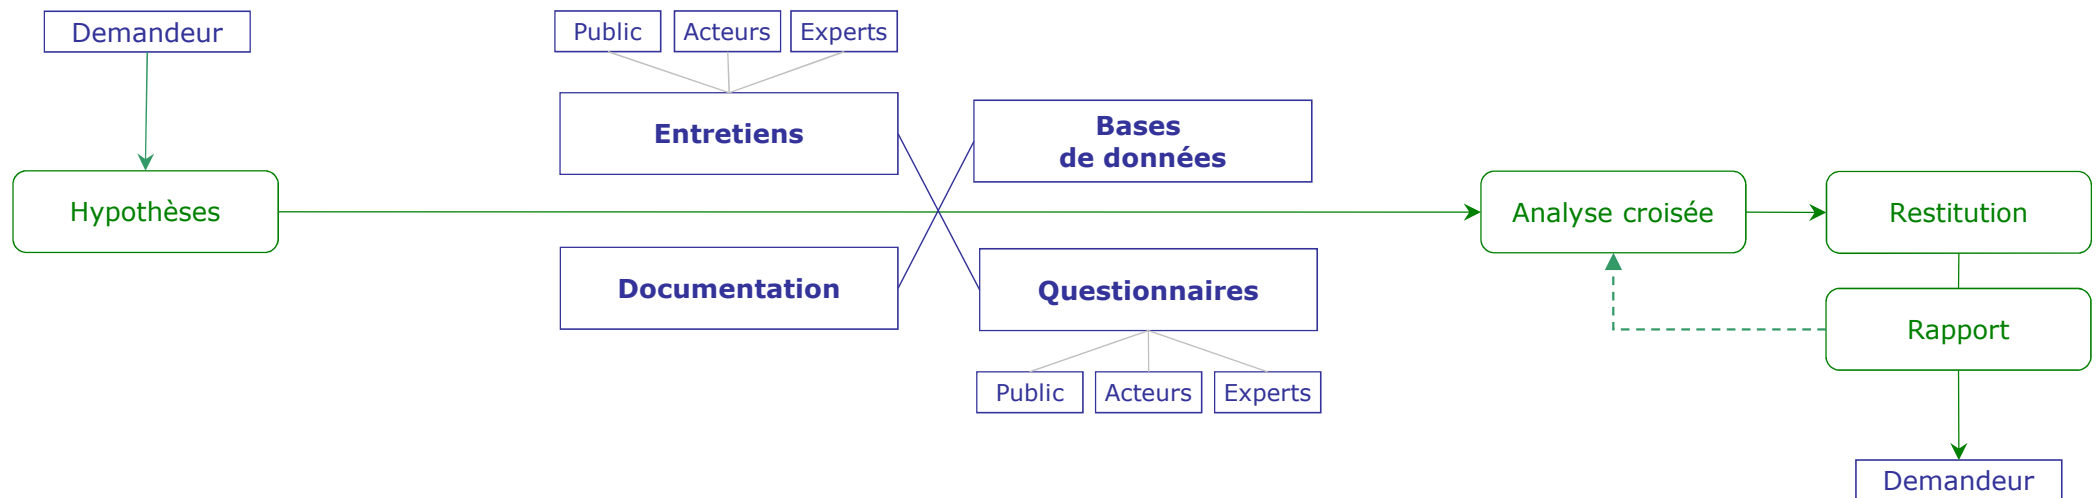 Demandeur
Public
Acteurs
Experts
Entretiens
Bases
de données
Hypothèses
Analyse croisée
Restitution
Documentation
Questionnaires
Rapport
Public
Acteurs
Experts
Demandeur